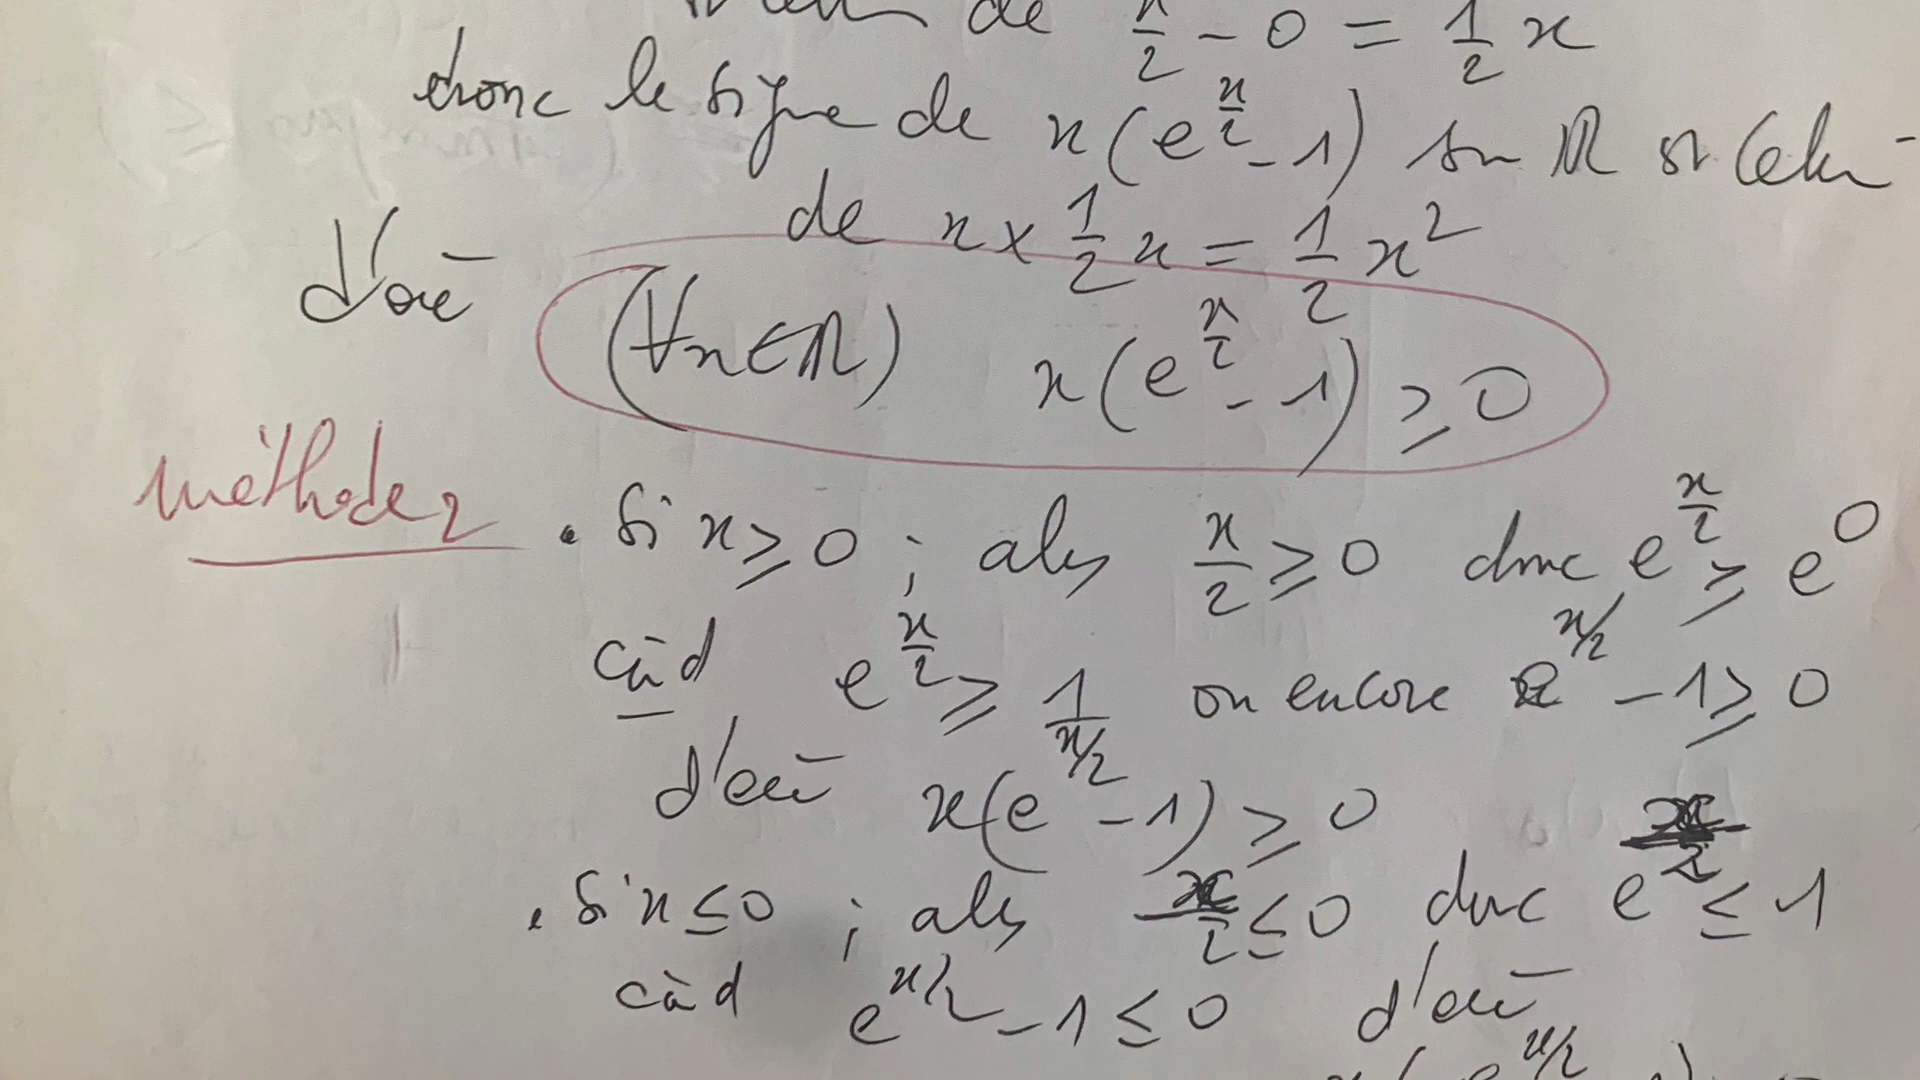 de x/2 - 0 = 1/2 x
donc le signe de x(e^{x/2} - 1) sur ℝ est celui
de x × 1/2 x = 1/2 x²
d'où (∀x∈ℝ) x(e^{x/2} - 1) ≥ 0
méthode 2 . Si x ≥ 0 ; alors x/2 ≥ 0 donc e^{x/2} ≥ e^0
càd e^{x/2} ≥ 1 ou encore e^{x/2} - 1 ≥ 0
d'où x(e^{x/2} - 1) ≥ 0
. Si x ≤ 0 ; alors x/2 ≤ 0 donc e^{x/2} ≤ 1
càd e^{x/2} - 1 ≤ 0 d'où